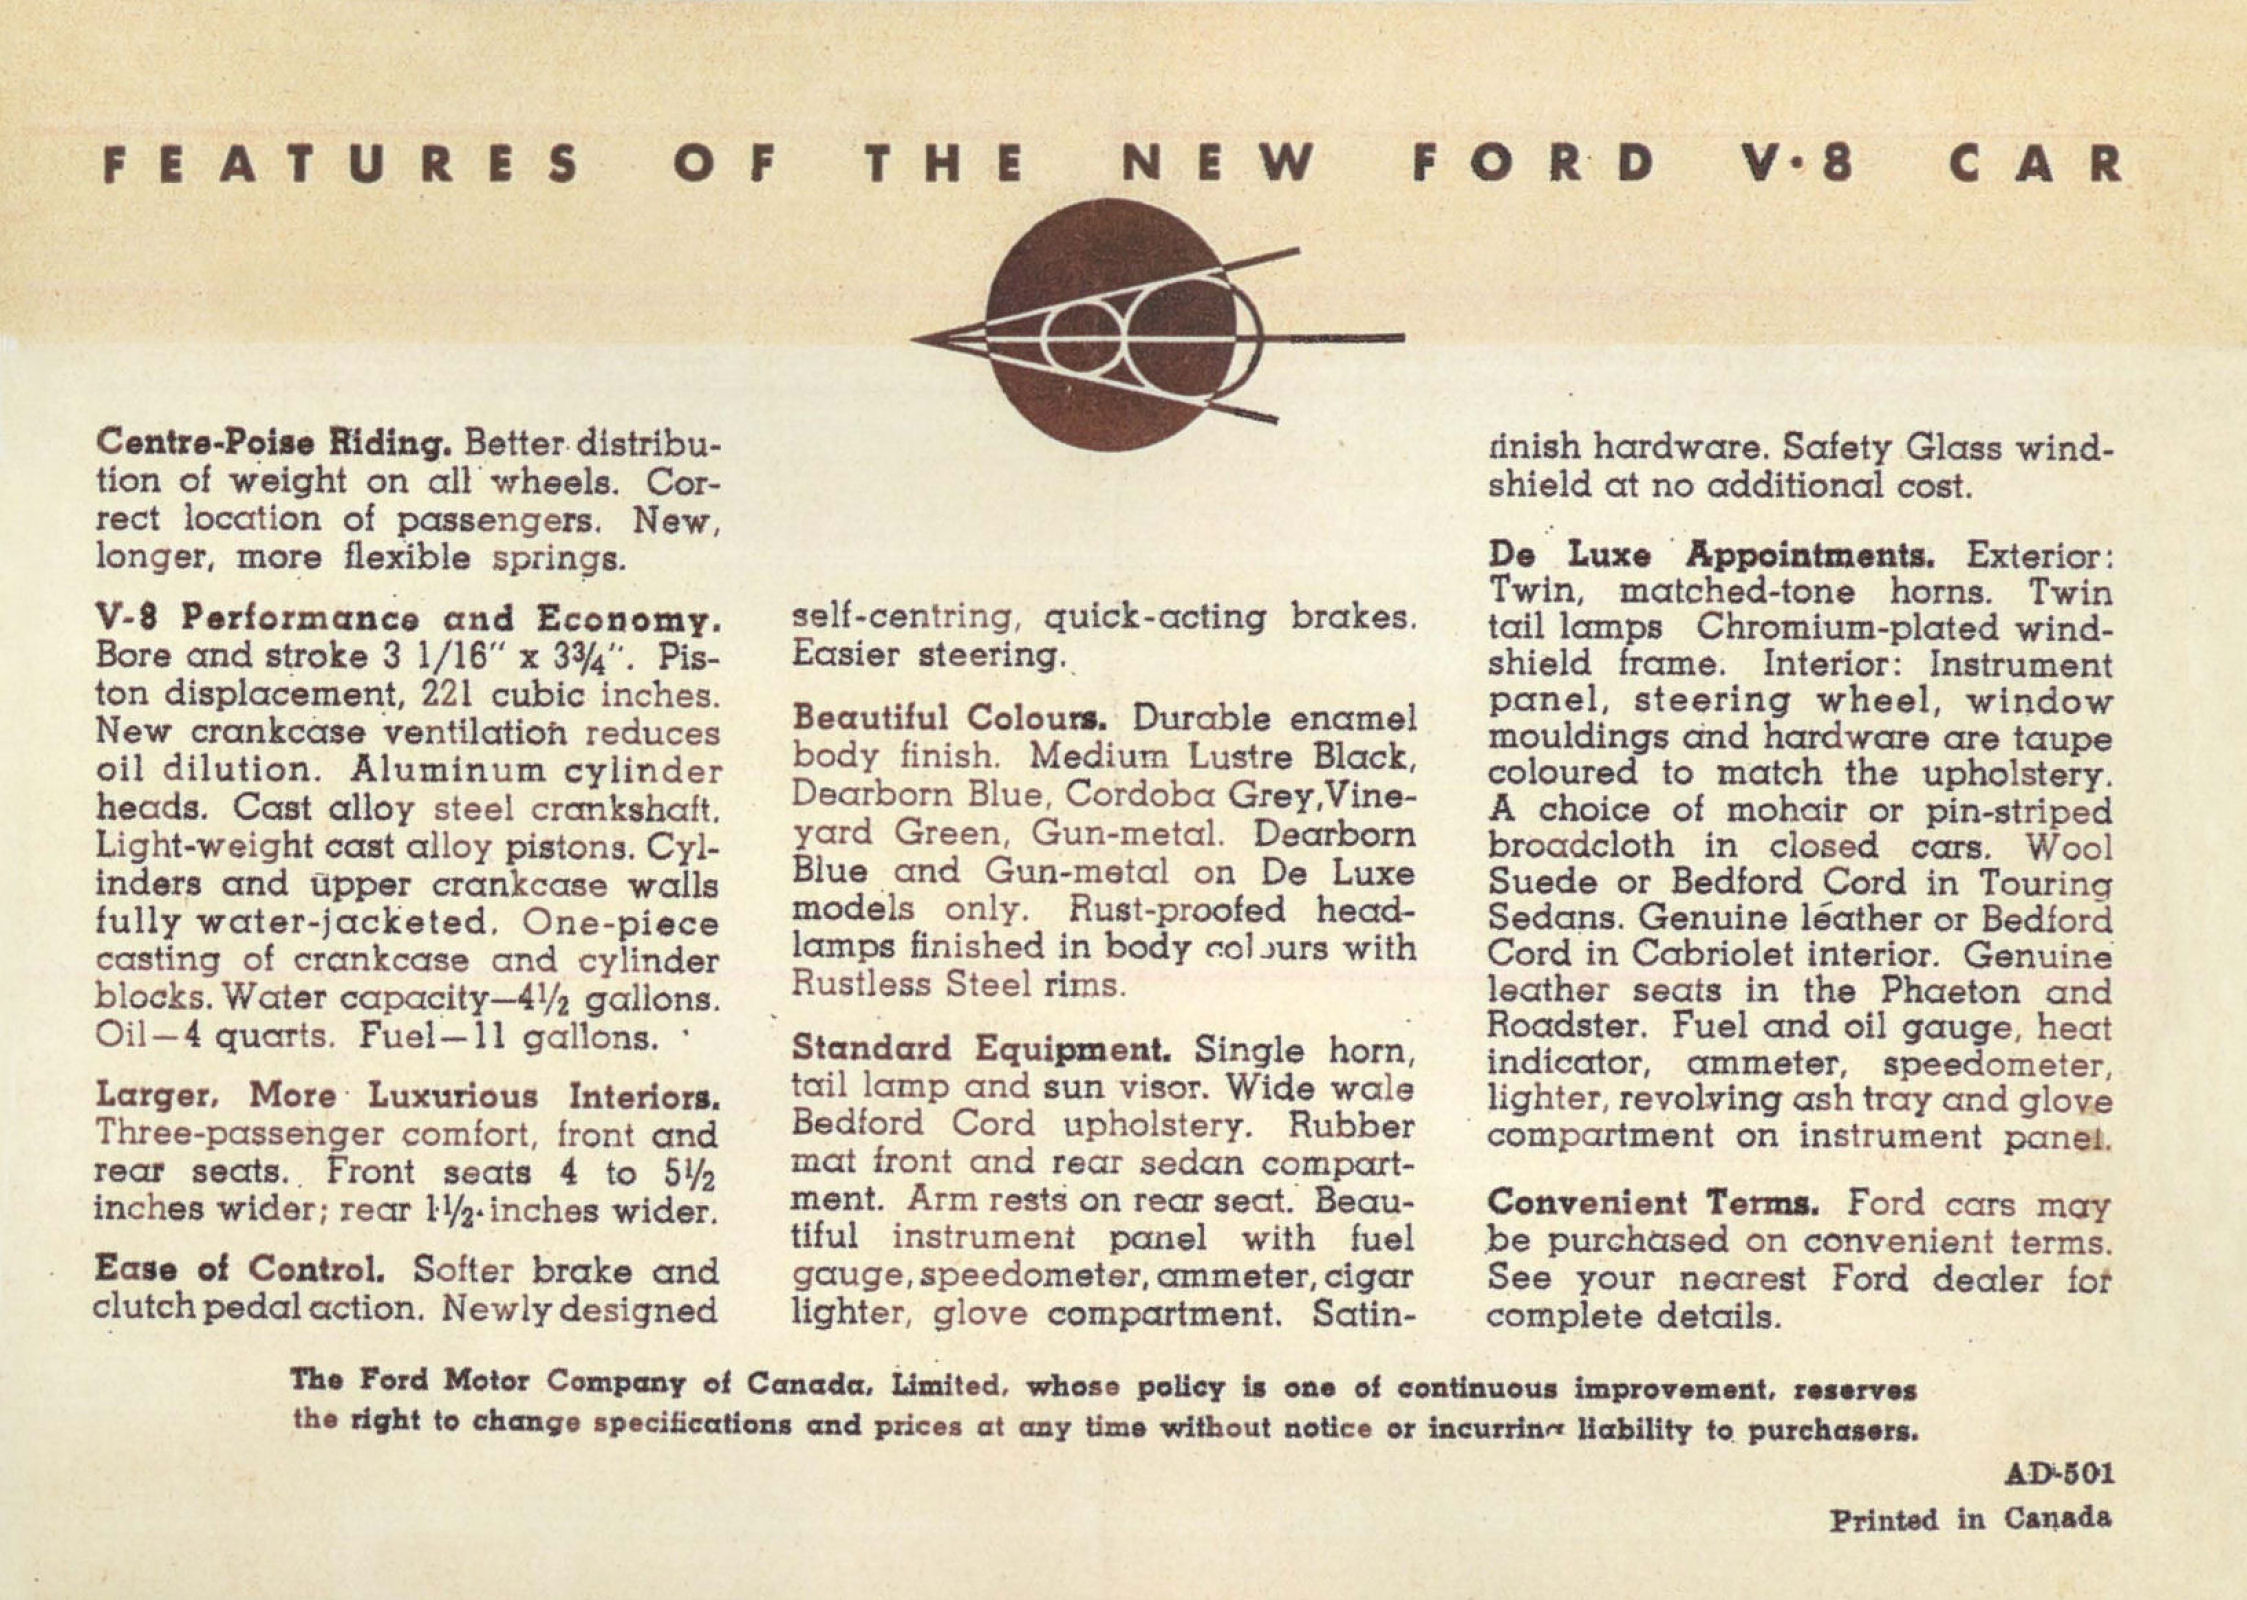 FEATURES OF THE NEW FORD V·8 CAR
Centre-Poise Riding. Better distribu-
tion of weight on all wheels. Cor-
rect location of passengers. New,
longer, more flexible springs.
V-8 Performance and Economy.
Bore and stroke 3 1/16" x 3¾". Pis-
ton displacement, 221 cubic inches.
New crankcase ventilation reduces
oil dilution. Aluminum cylinder
heads. Cast alloy steel crankshaft.
Light-weight cast alloy pistons. Cyl-
inders and upper crankcase walls
fully water-jacketed. One-piece
casting of crankcase and cylinder
blocks. Water capacity—4½ gallons.
Oil—4 quarts. Fuel—11 gallons.
Larger, More Luxurious Interiors.
Three-passenger comfort, front and
rear seats. Front seats 4 to 5½
inches wider; rear 1½ inches wider.
Ease of Control. Softer brake and
clutch pedal action. Newly designed
self-centring, quick-acting brakes.
Easier steering.
Beautiful Colours. Durable enamel
body finish. Medium Lustre Black,
Dearborn Blue, Cordoba Grey, Vine-
yard Green, Gun-metal. Dearborn
Blue and Gun-metal on De Luxe
models only. Rust-proofed head-
lamps finished in body colours with
Rustless Steel rims.
Standard Equipment. Single horn,
tail lamp and sun visor. Wide wale
Bedford Cord upholstery. Rubber
mat front and rear sedan compart-
ment. Arm rests on rear seat. Beau-
tiful instrument panel with fuel
gauge, speedometer, ammeter, cigar
lighter, glove compartment. Satin-
finish hardware. Safety Glass wind-
shield at no additional cost.
De Luxe Appointments. Exterior:
Twin, matched-tone horns. Twin
tail lamps Chromium-plated wind-
shield frame. Interior: Instrument
panel, steering wheel, window
mouldings and hardware are taupe
coloured to match the upholstery.
A choice of mohair or pin-striped
broadcloth in closed cars. Wool
Suede or Bedford Cord in Touring
Sedans. Genuine leather or Bedford
Cord in Cabriolet interior. Genuine
leather seats in the Phaeton and
Roadster. Fuel and oil gauge, heat
indicator, ammeter, speedometer,
lighter, revolving ash tray and glove
compartment on instrument panel.
Convenient Terms. Ford cars may
be purchased on convenient terms.
See your nearest Ford dealer for
complete details.
The Ford Motor Company of Canada, Limited, whose policy is one of continuous improvement, reserves
the right to change specifications and prices at any time without notice or incurring liability to purchasers.
AD-501
Printed in Canada